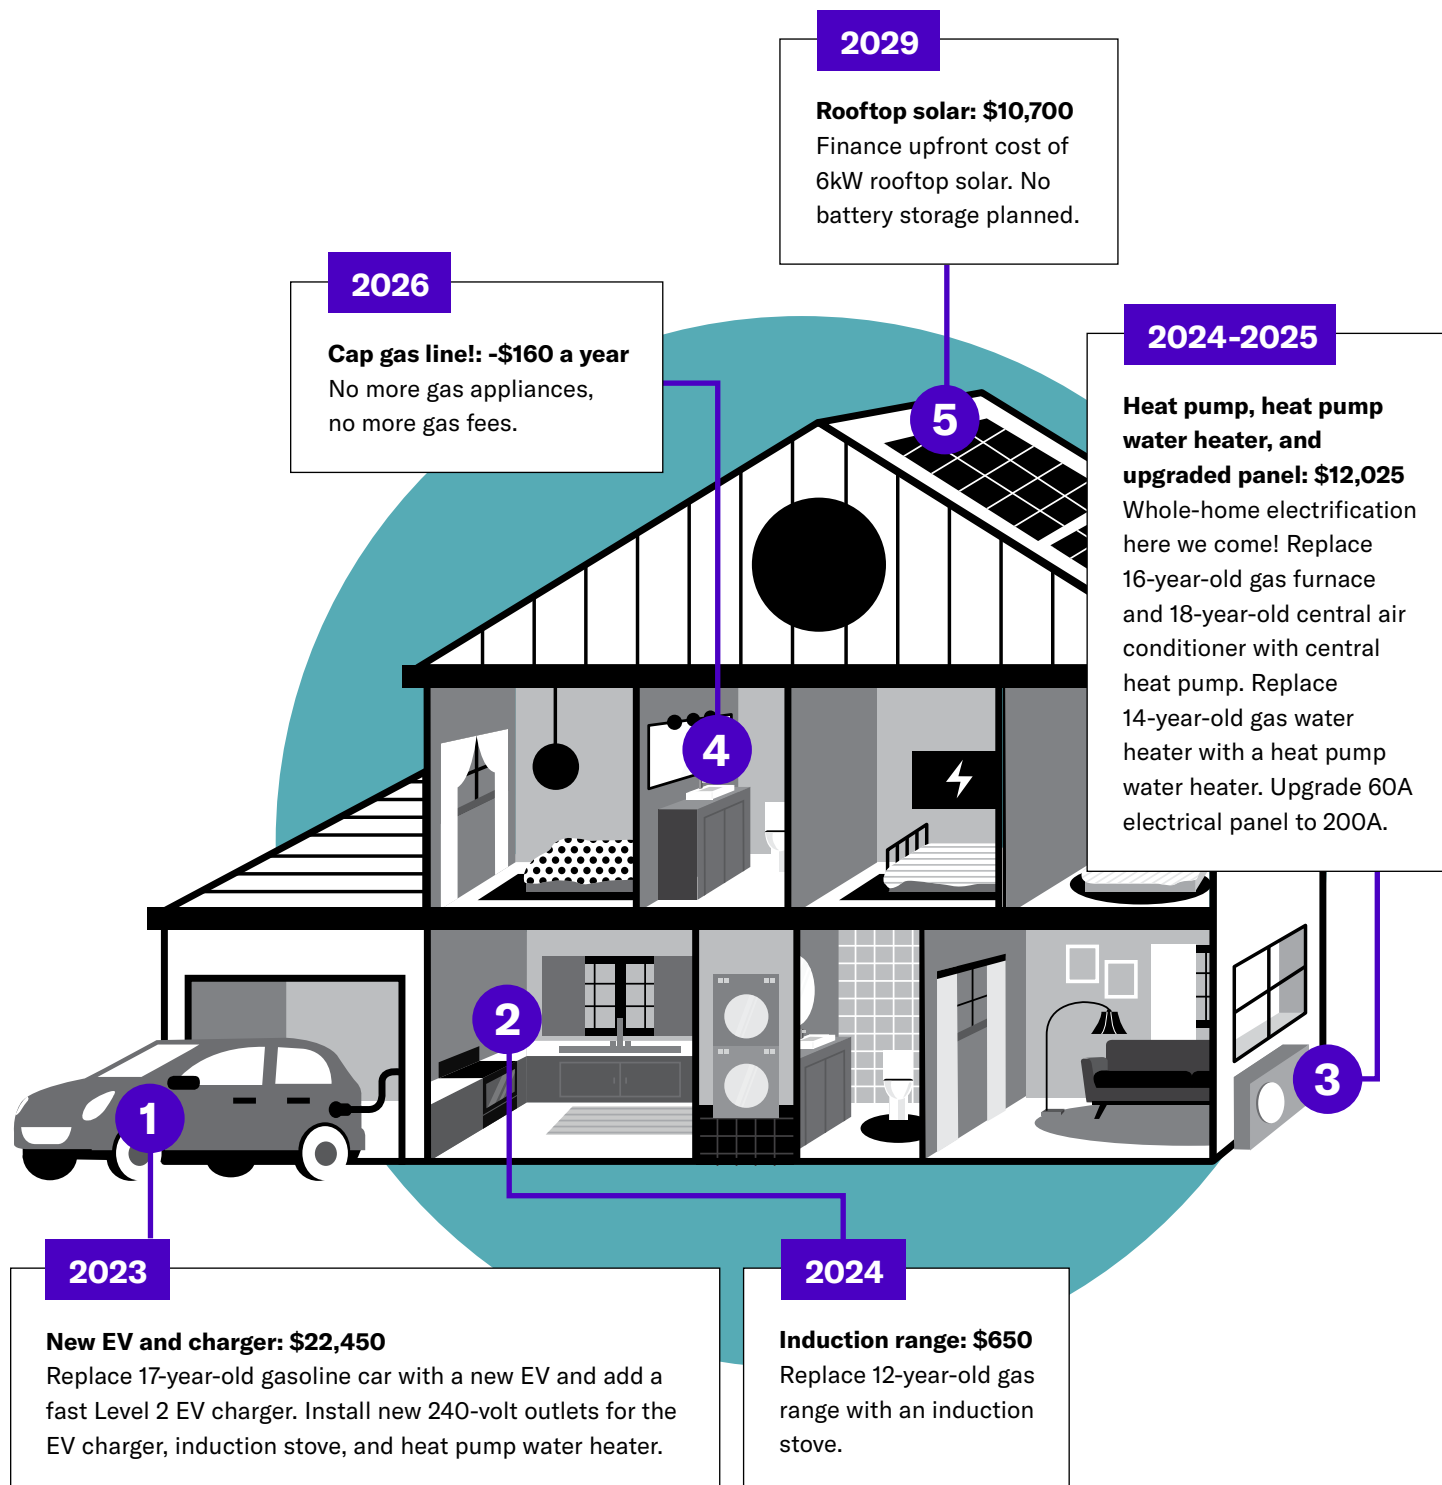 2029
Rooftop solar: $10,700
Finance upfront cost of
6kW rooftop solar. No
battery storage planned.
2026
Cap gas line!: -$160 a year
No more gas appliances,
no more gas fees.
2024-2025
Heat pump, heat pump
water heater, and
upgraded panel: $12,025
Whole-home electrification
here we come! Replace
16-year-old gas furnace
and 18-year-old central air
conditioner with central
heat pump. Replace
14-year-old gas water
heater with a heat pump
water heater. Upgrade 60A
electrical panel to 200A.
5
4
2
3
1
2023
New EV and charger: $22,450
Replace 17-year-old gasoline car with a new EV and add a
fast Level 2 EV charger. Install new 240-volt outlets for the
EV charger, induction stove, and heat pump water heater.
2024
Induction range: $650
Replace 12-year-old gas
range with an induction
stove.